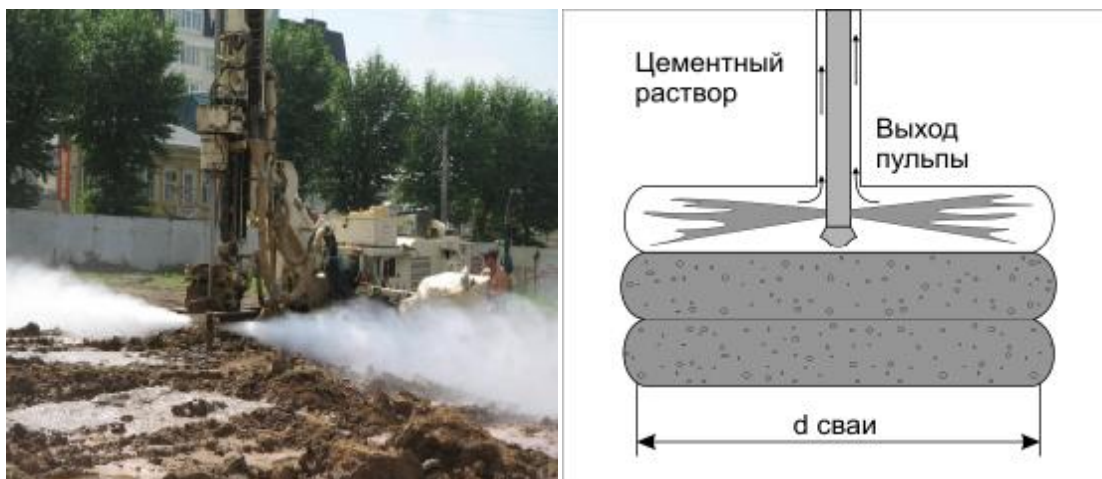 Цементный
раствор
Выход
пульпы
d сваи